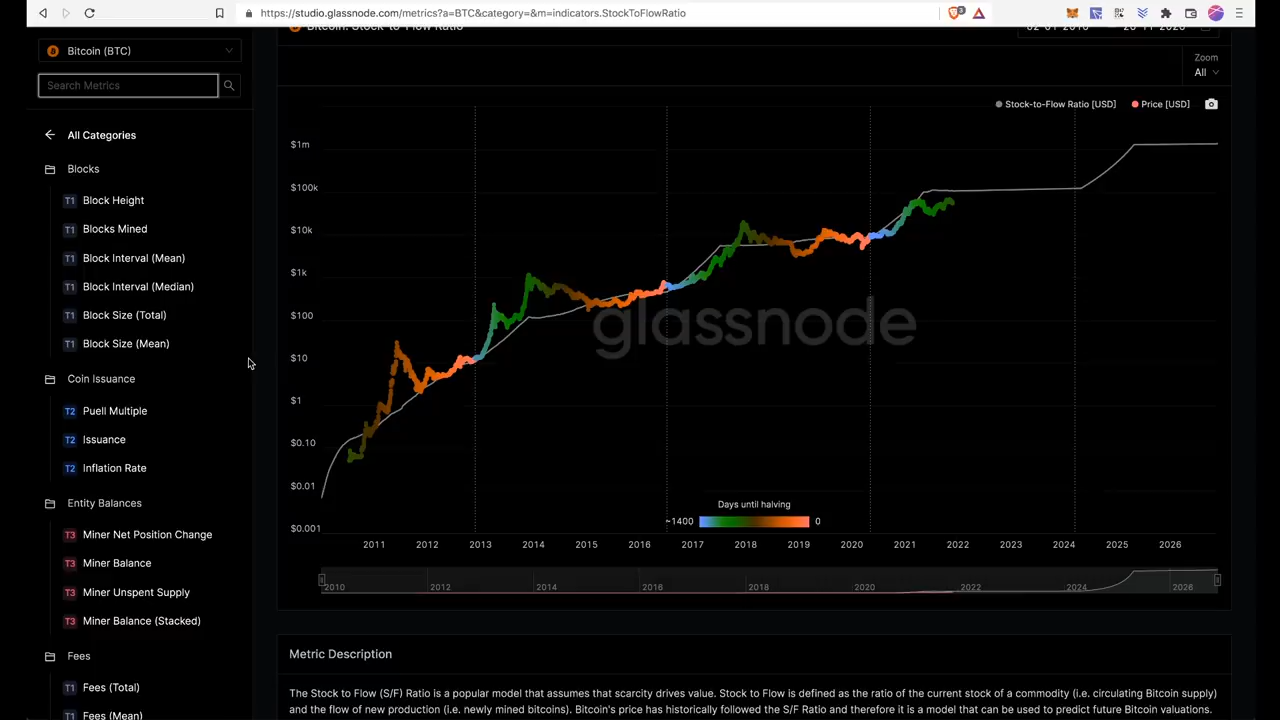 https://studio.glassnode.com/metrics?a=BTC&category=&m=indicators.StockToFlowRatio
3
Bitcoin: Stock-to-Flow Ratio
Bitcoin (BTC)
Search Metrics
All Categories
Blocks
T1 Block Height
T1 Blocks Mined
T1 Block Interval (Mean)
T1 Block Interval (Median)
T1 Block Size (Total)
T1 Block Size (Mean)
Coin Issuance
T2 Puell Multiple
T2 Issuance
T2 Inflation Rate
Entity Balances
T3 Miner Net Position Change
T3 Miner Balance
T3 Miner Unspent Supply
T3 Miner Balance (Stacked)
Fees
T1 Fees (Total)
T1 Fees (Mean)
Zoom
All
Stock-to-Flow Ratio [USD] Price [USD]
$1m
$100k
$10k
$1k
$100
$10
$1
$0.10
$0.01
$0.001
glassnode
Days until halving
~1400 0
2011 2012 2013 2014 2015 2016 2017 2018 2019 2020 2021 2022 2023 2024 2025 2026
2010 2012 2014 2016 2018 2020 2022 2024 2026
Metric Description
The Stock to Flow (S/F) Ratio is a popular model that assumes that scarcity drives value. Stock to Flow is defined as the ratio of the current stock of a commodity (i.e. circulating Bitcoin supply)
and the flow of new production (i.e. newly mined bitcoins). Bitcoin's price has historically followed the S/F Ratio and therefore it is a model that can be used to predict future Bitcoin valuations.